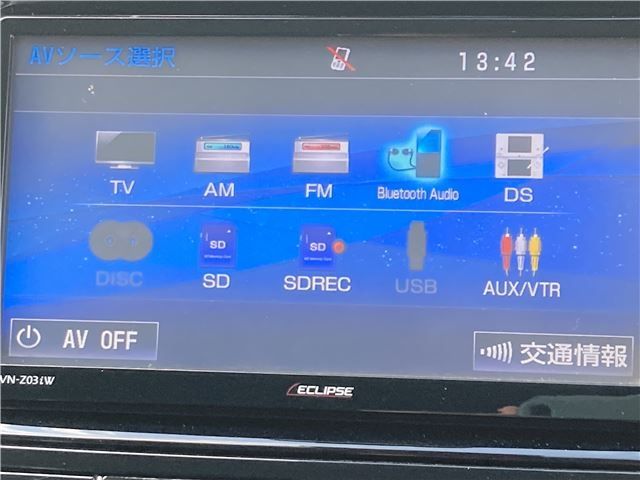 AVソース選択 13:42
TV AM FM Bluetooth Audio DS
DISC SD SDREC USB AUX/VTR
AV OFF 交通情報
ECLIPSE